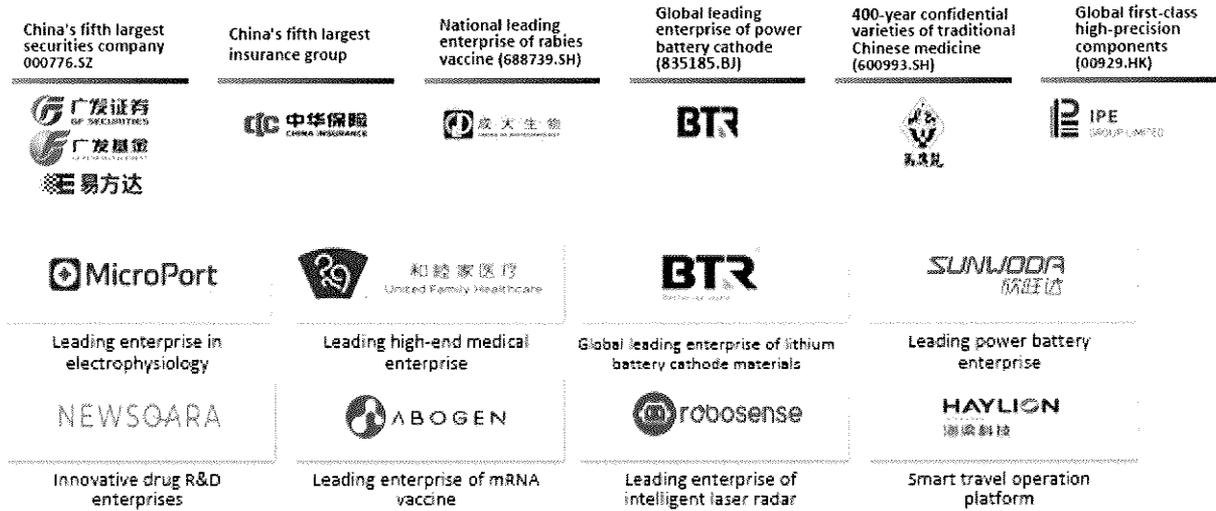 China's fifth largest
securities company
000776.SZ
China's fifth largest
insurance group
National leading
enterprise of rabies
vaccine (688739.SH)
Global leading
enterprise of power
battery cathode
(835185.BJ)
400-year confidential
varieties of traditional
Chinese medicine
(600993.SH)
Global first-class
high-precision
components
(00929.HK)
广发证券
GF SECURITIES
广发基金
易方达
中华保险
CHINA INSURANCE
成大生物
BTR
马应龙
IPE
GROUP LIMITED
MicroPort
和睦家医疗
United Family Healthcare
BTR
SUNWODA
欣旺达
Leading enterprise in
electrophysiology
Leading high-end medical
enterprise
Global leading enterprise of lithium
battery cathode materials
Leading power battery
enterprise
NEWSOARA
ABOGEN
robosense
HAYLION
海梁科技
Innovative drug R&D
enterprises
Leading enterprise of mRNA
vaccine
Leading enterprise of
intelligent laser radar
Smart travel operation
platform